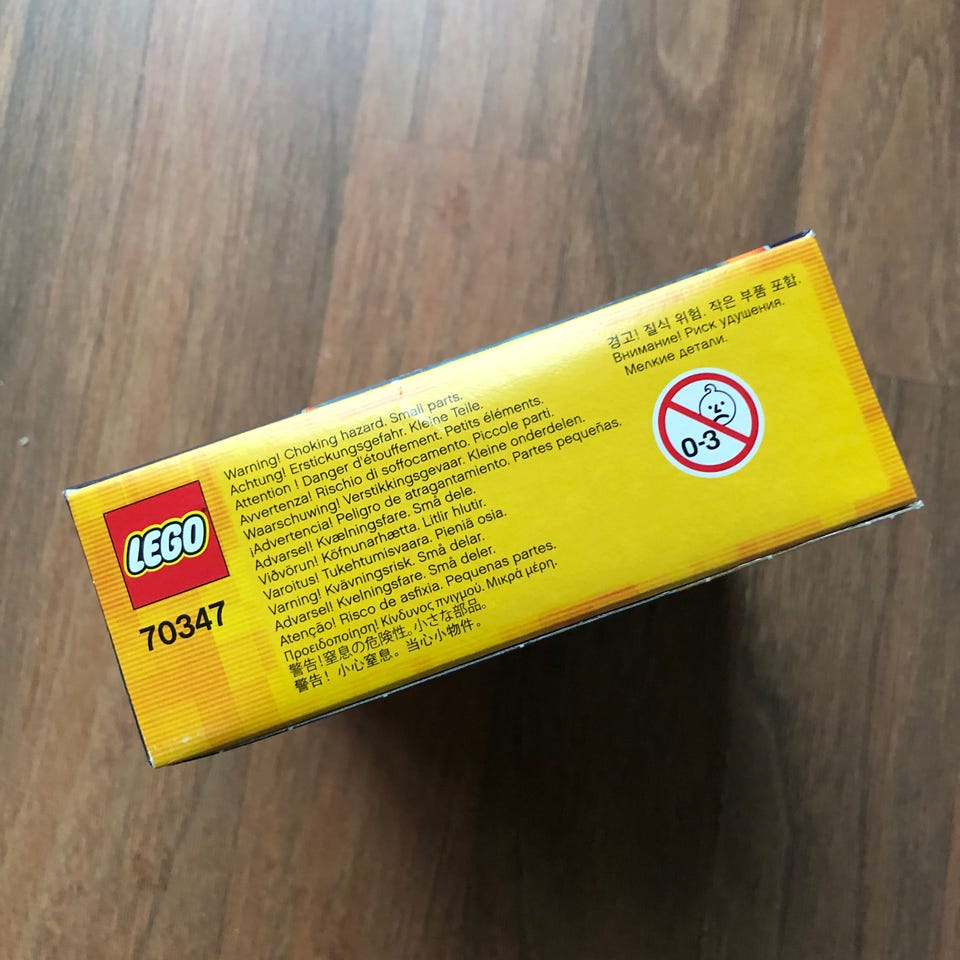 LEGO
70347
Warning! Choking hazard. Small parts.
Achtung! Erstickungsgefahr. Kleine Teile.
Attention ! Danger d'étouffement. Petits éléments.
Avvertenza! Rischio di soffocamento. Piccole parti.
Waarschuwing! Verstikkingsgevaar. Kleine onderdelen.
¡Advertencia! Peligro de atragantamiento. Partes pequeñas.
Advarsel! Kvælningsfare. Små dele.
Viðvörun! Köfnunarhætta. Litlir hlutir.
Varoitus! Tukehtumisvaara. Pieniä osia.
Varning! Kvävningsrisk. Små delar.
Advarsel! Kvelningsfare. Små deler.
Atenção! Risco de asfixia. Pequenas partes.
Προειδοποίηση! Κίνδυνος πνιγμού. Μικρά μέρη.
警告!窒息の危険性。小さな部品。
警告！小心窒息。当心小物件。
경고! 질식 위험. 작은 부품 포함.
Внимание! Риск удушения.
Мелкие детали.
0-3